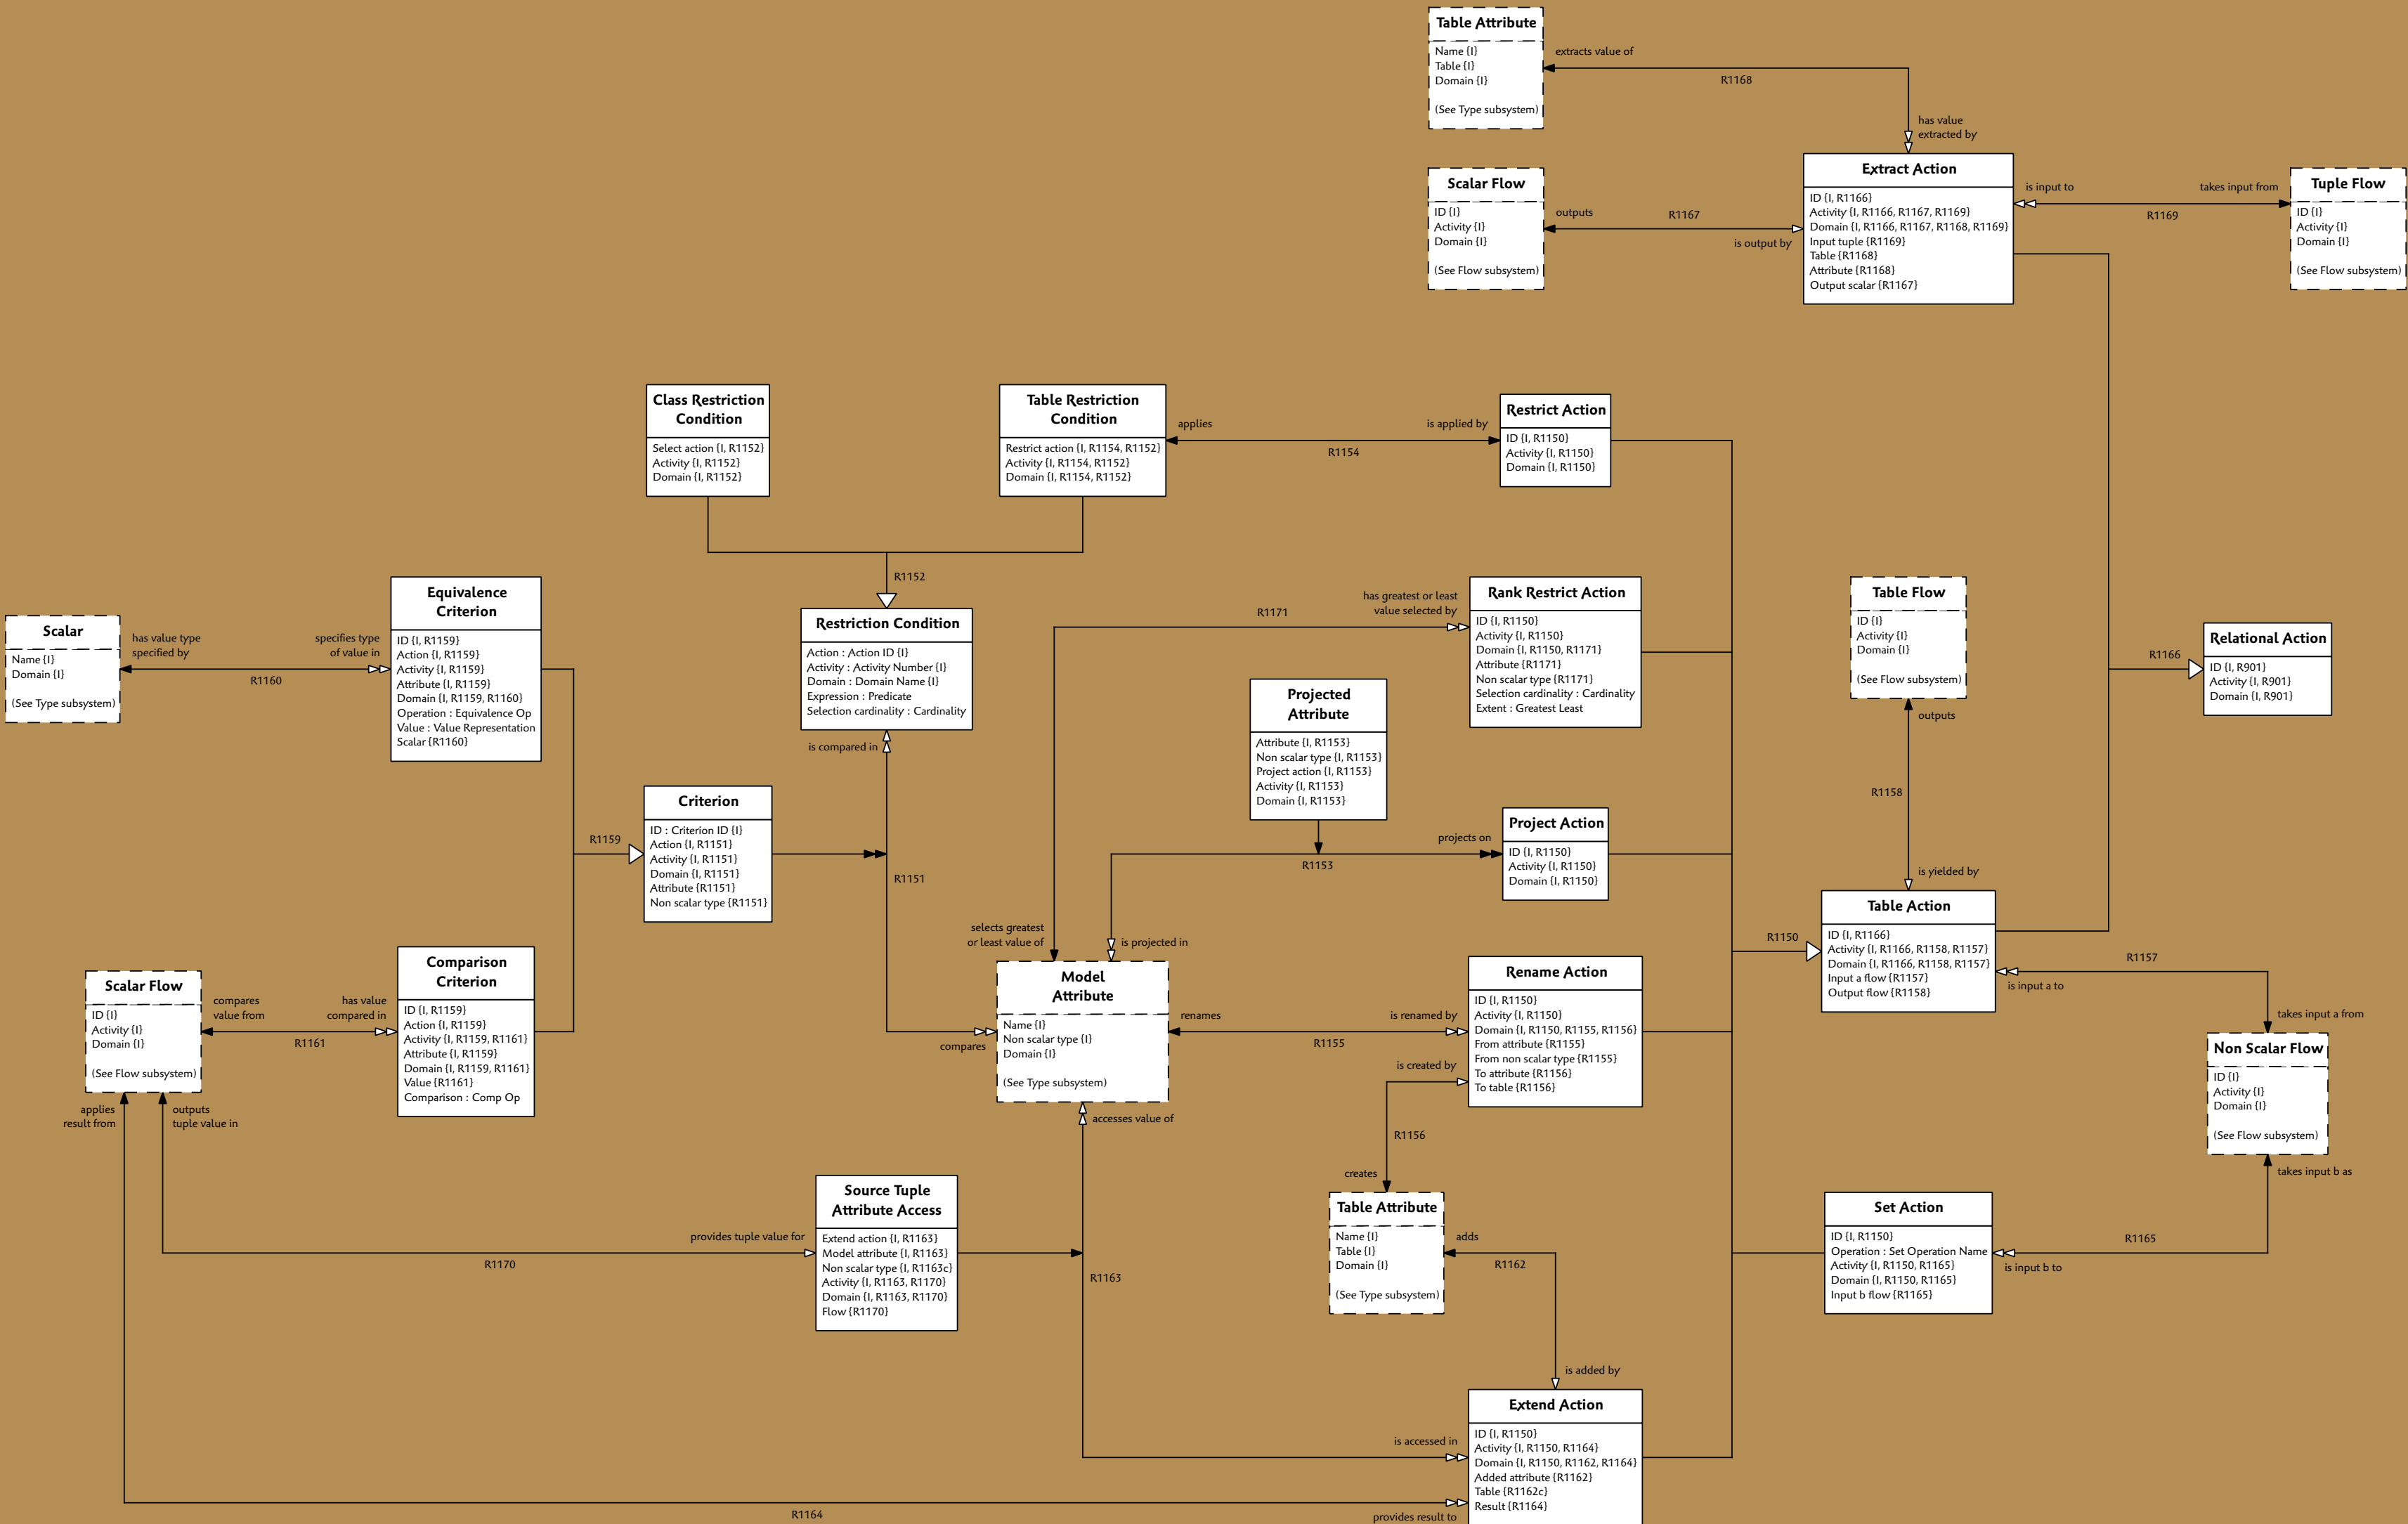 Table Attribute
Name {I}
Table {I}
Domain {I}
(See Type subsystem)
extracts value of
R1168
has value
extracted by
Scalar Flow
ID {I}
Activity {I}
Domain {I}
(See Flow subsystem)
outputs
R1167
is output by
Extract Action
ID {I, R1166}
Activity {I, R1166, R1167, R1169}
Domain {I, R1166, R1167, R1168, R1169}
Input tuple {R1169}
Table {R1168}
Attribute {R1168}
Output scalar {R1167}
is input to
takes input from
R1169
Tuple Flow
ID {I}
Activity {I}
Domain {I}
(See Flow subsystem)
Class Restriction
Condition
Select action {I, R1152}
Activity {I, R1152}
Domain {I, R1152}
Table Restriction
Condition
Restrict action {I, R1154, R1152}
Activity {I, R1154, R1152}
Domain {I, R1154, R1152}
applies
is applied by
R1154
Restrict Action
ID {I, R1150}
Activity {I, R1150}
Domain {I, R1150}
R1152
Scalar
Name {I}
Domain {I}
(See Type subsystem)
has value type
specified by
specifies type
of value in
R1160
Equivalence
Criterion
ID {I, R1159}
Action {I, R1159}
Activity {I, R1159}
Attribute {I, R1159}
Domain {I, R1159, R1160}
Operation : Equivalence Op
Value : Value Representation
Scalar {R1160}
Restriction Condition
Action : Action ID {I}
Activity : Activity Number {I}
Domain : Domain Name {I}
Expression : Predicate
Selection cardinality : Cardinality
is compared in
R1171
has greatest or least
value selected by
Rank Restrict Action
ID {I, R1150}
Activity {I, R1150}
Domain {I, R1150, R1171}
Attribute {R1171}
Non scalar type {R1171}
Selection cardinality : Cardinality
Extent : Greatest Least
Table Flow
ID {I}
Activity {I}
Domain {I}
(See Flow subsystem)
outputs
R1158
is yielded by
R1166
Relational Action
ID {I, R901}
Activity {I, R901}
Domain {I, R901}
Projected
Attribute
Attribute {I, R1153}
Non scalar type {I, R1153}
Project action {I, R1153}
Activity {I, R1153}
Domain {I, R1153}
R1159
Criterion
ID : Criterion ID {I}
Action {I, R1151}
Activity {I, R1151}
Domain {I, R1151}
Attribute {R1151}
Non scalar type {R1151}
R1151
projects on
R1153
Project Action
ID {I, R1150}
Activity {I, R1150}
Domain {I, R1150}
selects greatest
or least value of
is projected in
R1150
Table Action
ID {I, R1166}
Activity {I, R1166, R1158, R1157}
Domain {I, R1166, R1158, R1157}
Input a flow {R1157}
Output flow {R1158}
R1157
is input a to
takes input a from
Scalar Flow
ID {I}
Activity {I}
Domain {I}
(See Flow subsystem)
compares
value from
has value
compared in
R1161
Comparison
Criterion
ID {I, R1159}
Action {I, R1159}
Activity {I, R1159, R1161}
Attribute {I, R1159}
Domain {I, R1159, R1161}
Value {R1161}
Comparison : Comp Op
compares
Model
Attribute
Name {I}
Non scalar type {I}
Domain {I}
(See Type subsystem)
renames
is renamed by
R1155
Rename Action
ID {I, R1150}
Activity {I, R1150}
Domain {I, R1150, R1155, R1156}
From attribute {R1155}
From non scalar type {R1155}
To attribute {R1156}
To table {R1156}
is created by
R1156
creates
Non Scalar Flow
ID {I}
Activity {I}
Domain {I}
(See Flow subsystem)
takes input b as
applies
result from
outputs
tuple value in
accesses value of
provides tuple value for
R1170
Source Tuple
Attribute Access
Extend action {I, R1163}
Model attribute {I, R1163}
Non scalar type {I, R1163c}
Activity {I, R1163, R1170}
Domain {I, R1163, R1170}
Flow {R1170}
R1163
Table Attribute
Name {I}
Table {I}
Domain {I}
(See Type subsystem)
adds
R1162
is added by
Set Action
ID {I, R1150}
Operation : Set Operation Name
Activity {I, R1150, R1165}
Domain {I, R1150, R1165}
Input b flow {R1165}
R1165
is input b to
is accessed in
Extend Action
ID {I, R1150}
Activity {I, R1150, R1164}
Domain {I, R1150, R1162, R1164}
Added attribute {R1162}
Table {R1162c}
Result {R1164}
R1164
provides result to